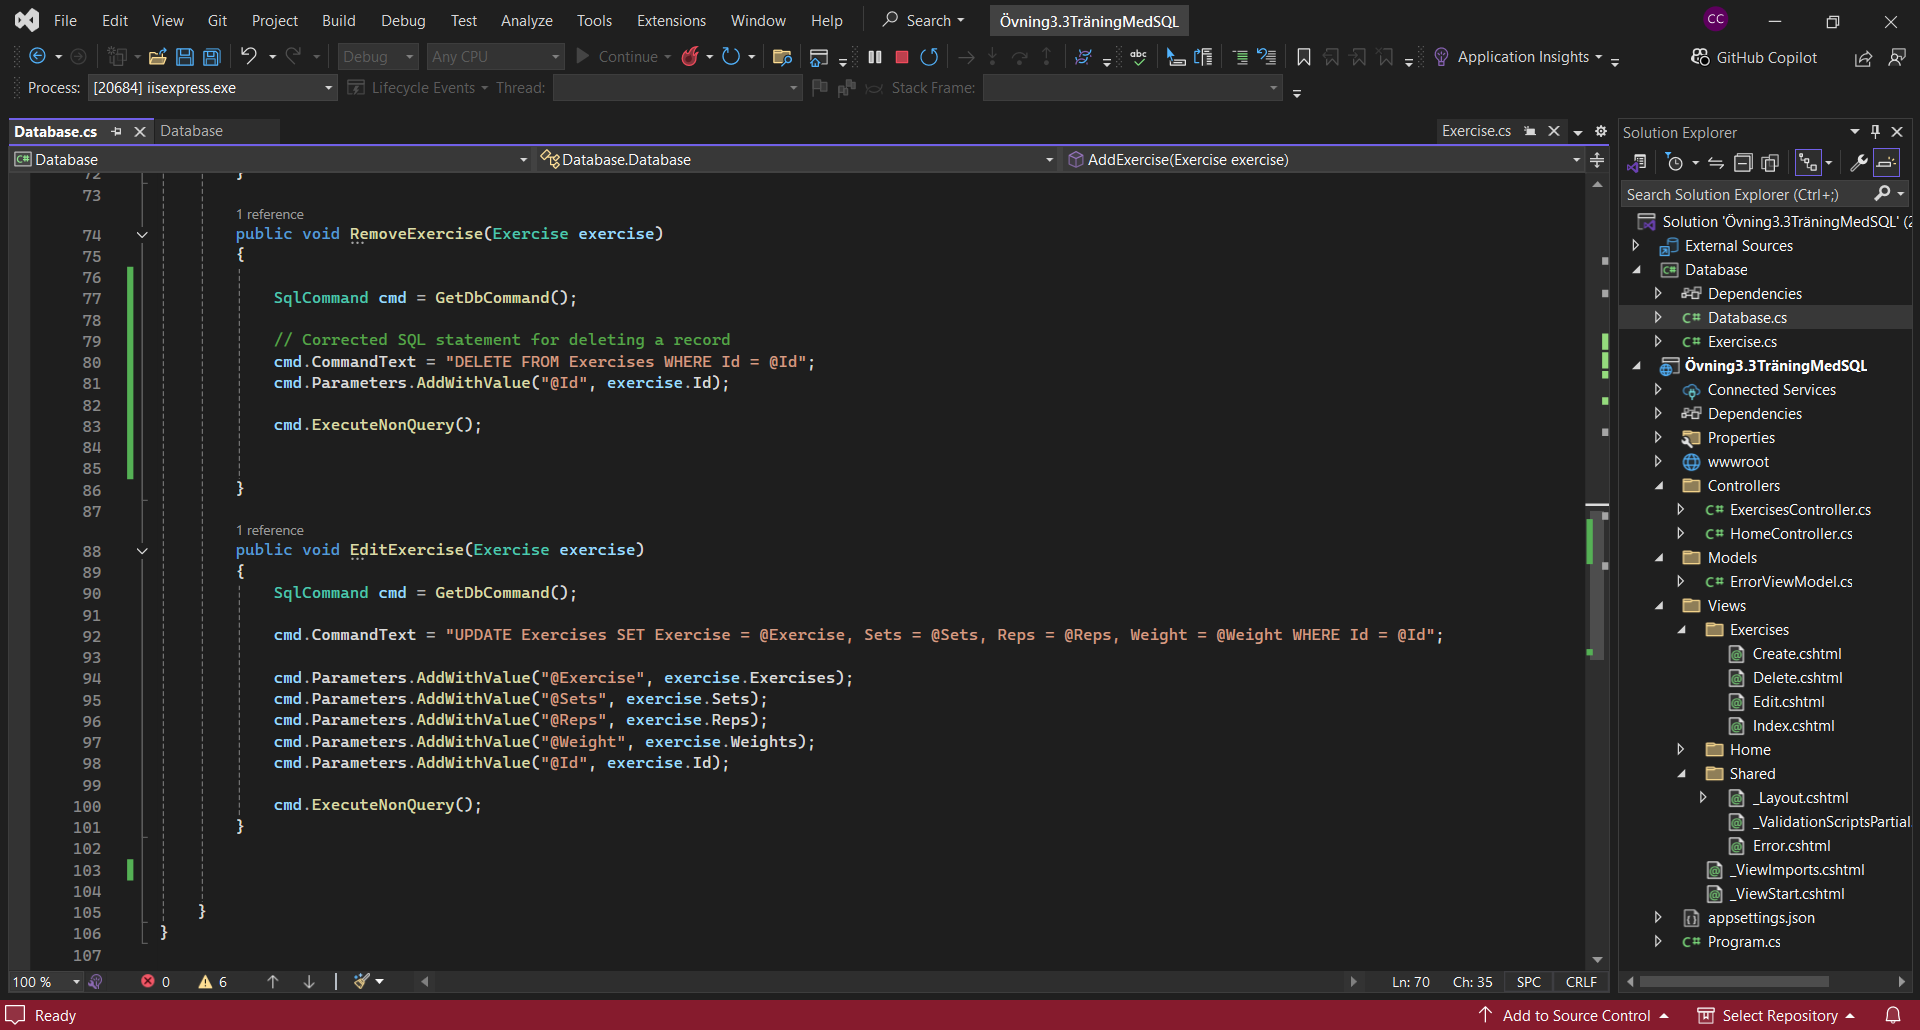 File Edit View Git Project Build Debug Test Analyze Tools Extensions Window Help Search Övning3.3TräningMedSQL CC
Debug Any CPU Continue Application Insights GitHub Copilot
Process: [20684] iisexpress.exe Lifecycle Events Thread: Stack Frame:
Database.cs Database Exercise.cs
Database Database.Database AddExercise(Exercise exercise)
72 }
73
1 reference
74 public void RemoveExercise(Exercise exercise)
75 {
76
77 SqlCommand cmd = GetDbCommand();
78
79 // Corrected SQL statement for deleting a record
80 cmd.CommandText = "DELETE FROM Exercises WHERE Id = @Id";
81 cmd.Parameters.AddWithValue("@Id", exercise.Id);
82
83 cmd.ExecuteNonQuery();
84
85
86 }
87
1 reference
88 public void EditExercise(Exercise exercise)
89 {
90 SqlCommand cmd = GetDbCommand();
91
92 cmd.CommandText = "UPDATE Exercises SET Exercise = @Exercise, Sets = @Sets, Reps = @Reps, Weight = @Weight WHERE Id = @Id";
93
94 cmd.Parameters.AddWithValue("@Exercise", exercise.Exercises);
95 cmd.Parameters.AddWithValue("@Sets", exercise.Sets);
96 cmd.Parameters.AddWithValue("@Reps", exercise.Reps);
97 cmd.Parameters.AddWithValue("@Weight", exercise.Weights);
98 cmd.Parameters.AddWithValue("@Id", exercise.Id);
99
100 cmd.ExecuteNonQuery();
101 }
102
103
104
105 }
106 }
107
100 % 0 6 Ln: 70 Ch: 35 SPC CRLF
Solution Explorer
Search Solution Explorer (Ctrl+;)
Solution 'Övning3.3TräningMedSQL' (2
External Sources
C# Database
Dependencies
C# Database.cs
C# Exercise.cs
Övning3.3TräningMedSQL
Connected Services
Dependencies
Properties
wwwroot
Controllers
C# ExercisesController.cs
C# HomeController.cs
Models
C# ErrorViewModel.cs
Views
Exercises
Create.cshtml
Delete.cshtml
Edit.cshtml
Index.cshtml
Home
Shared
_Layout.cshtml
_ValidationScriptsPartial.
Error.cshtml
_ViewImports.cshtml
_ViewStart.cshtml
appsettings.json
C# Program.cs
Ready Add to Source Control Select Repository